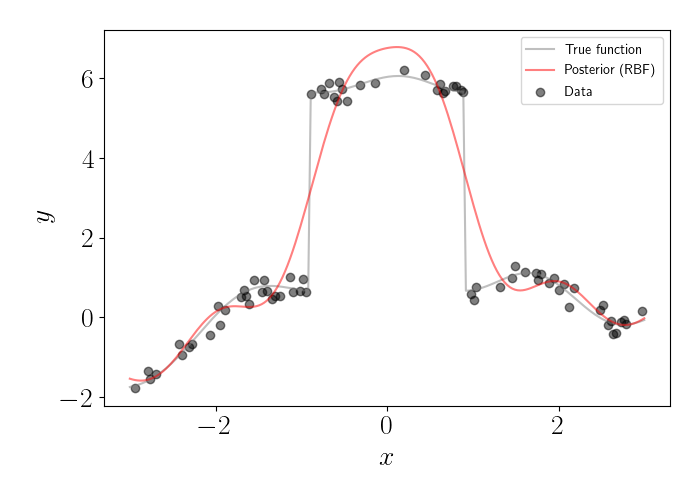 True function
Posterior (RBF)
Data
6
4
2
0
−2
y
−2 0 2
x